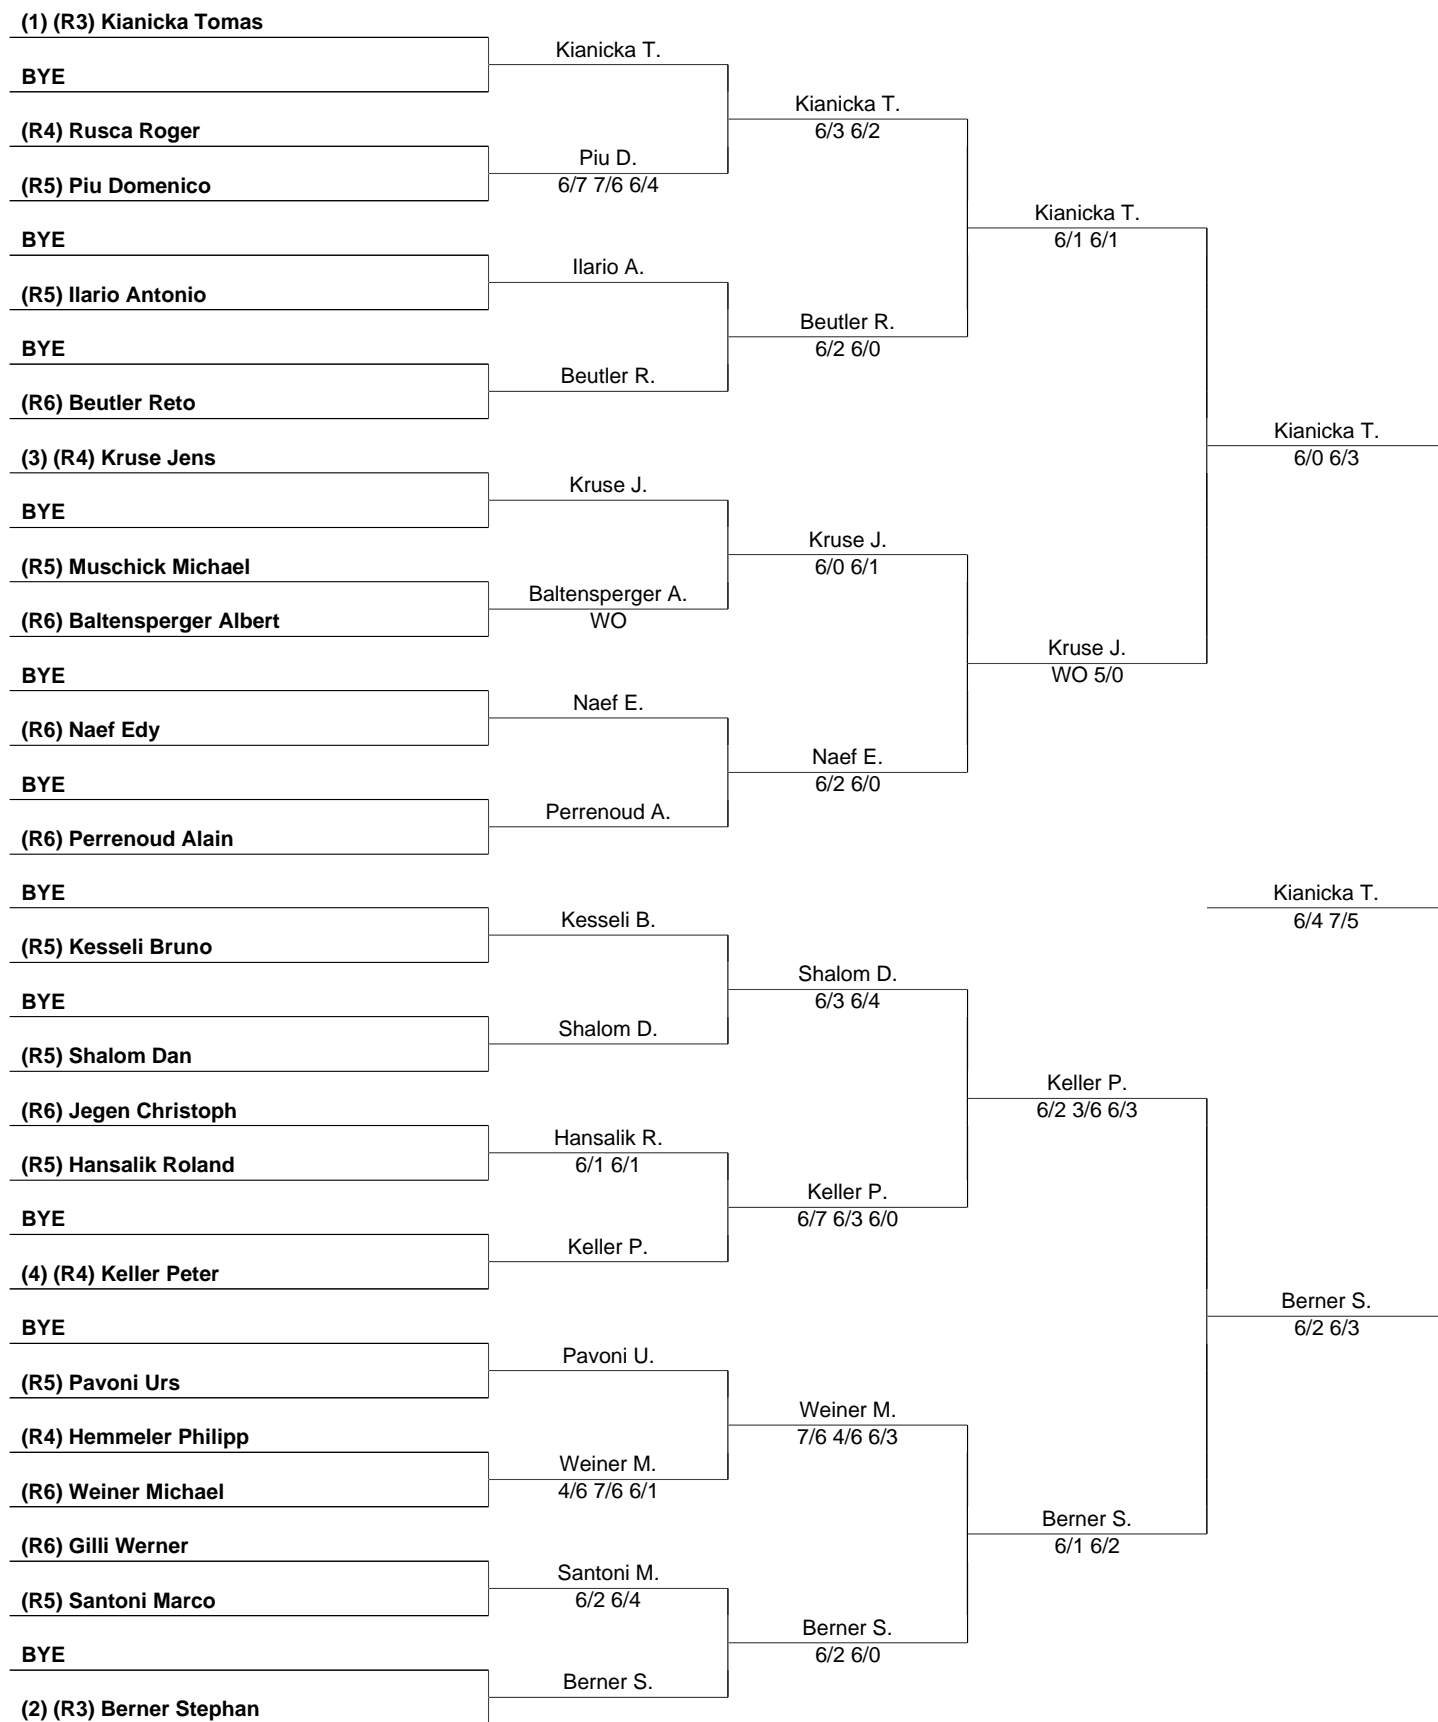 (1) (R3) Kianicka Tomas
BYE
(R4) Rusca Roger
(R5) Piu Domenico
BYE
(R5) Ilario Antonio
BYE
(R6) Beutler Reto
(3) (R4) Kruse Jens
BYE
(R5) Muschick Michael
(R6) Baltensperger Albert
BYE
(R6) Naef Edy
BYE
(R6) Perrenoud Alain
BYE
(R5) Kesseli Bruno
BYE
(R5) Shalom Dan
(R6) Jegen Christoph
(R5) Hansalik Roland
BYE
(4) (R4) Keller Peter
BYE
(R5) Pavoni Urs
(R4) Hemmeler Philipp
(R6) Weiner Michael
(R6) Gilli Werner
(R5) Santoni Marco
BYE
(2) (R3) Berner Stephan
Kianicka T.
Piu D.
6/7 7/6 6/4
Ilario A.
Beutler R.
Kruse J.
Baltensperger A.
WO
Naef E.
Perrenoud A.
Kesseli B.
Shalom D.
Hansalik R.
6/1 6/1
Keller P.
Pavoni U.
Weiner M.
4/6 7/6 6/1
Santoni M.
6/2 6/4
Berner S.
Kianicka T.
6/3 6/2
Beutler R.
6/2 6/0
Kruse J.
6/0 6/1
Naef E.
6/2 6/0
Shalom D.
6/3 6/4
Keller P.
6/7 6/3 6/0
Weiner M.
7/6 4/6 6/3
Berner S.
6/2 6/0
Kianicka T.
6/1 6/1
Kruse J.
WO 5/0
Keller P.
6/2 3/6 6/3
Berner S.
6/1 6/2
Kianicka T.
6/0 6/3
Kianicka T.
6/4 7/5
Berner S.
6/2 6/3